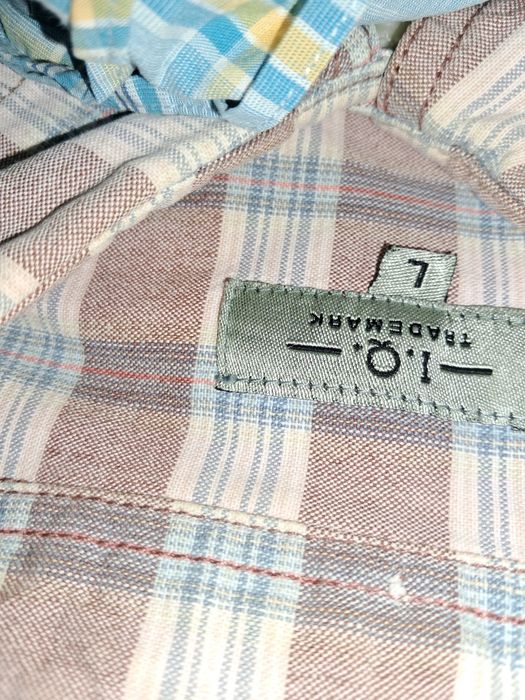 — I.Q. —
TRADEMARK
L